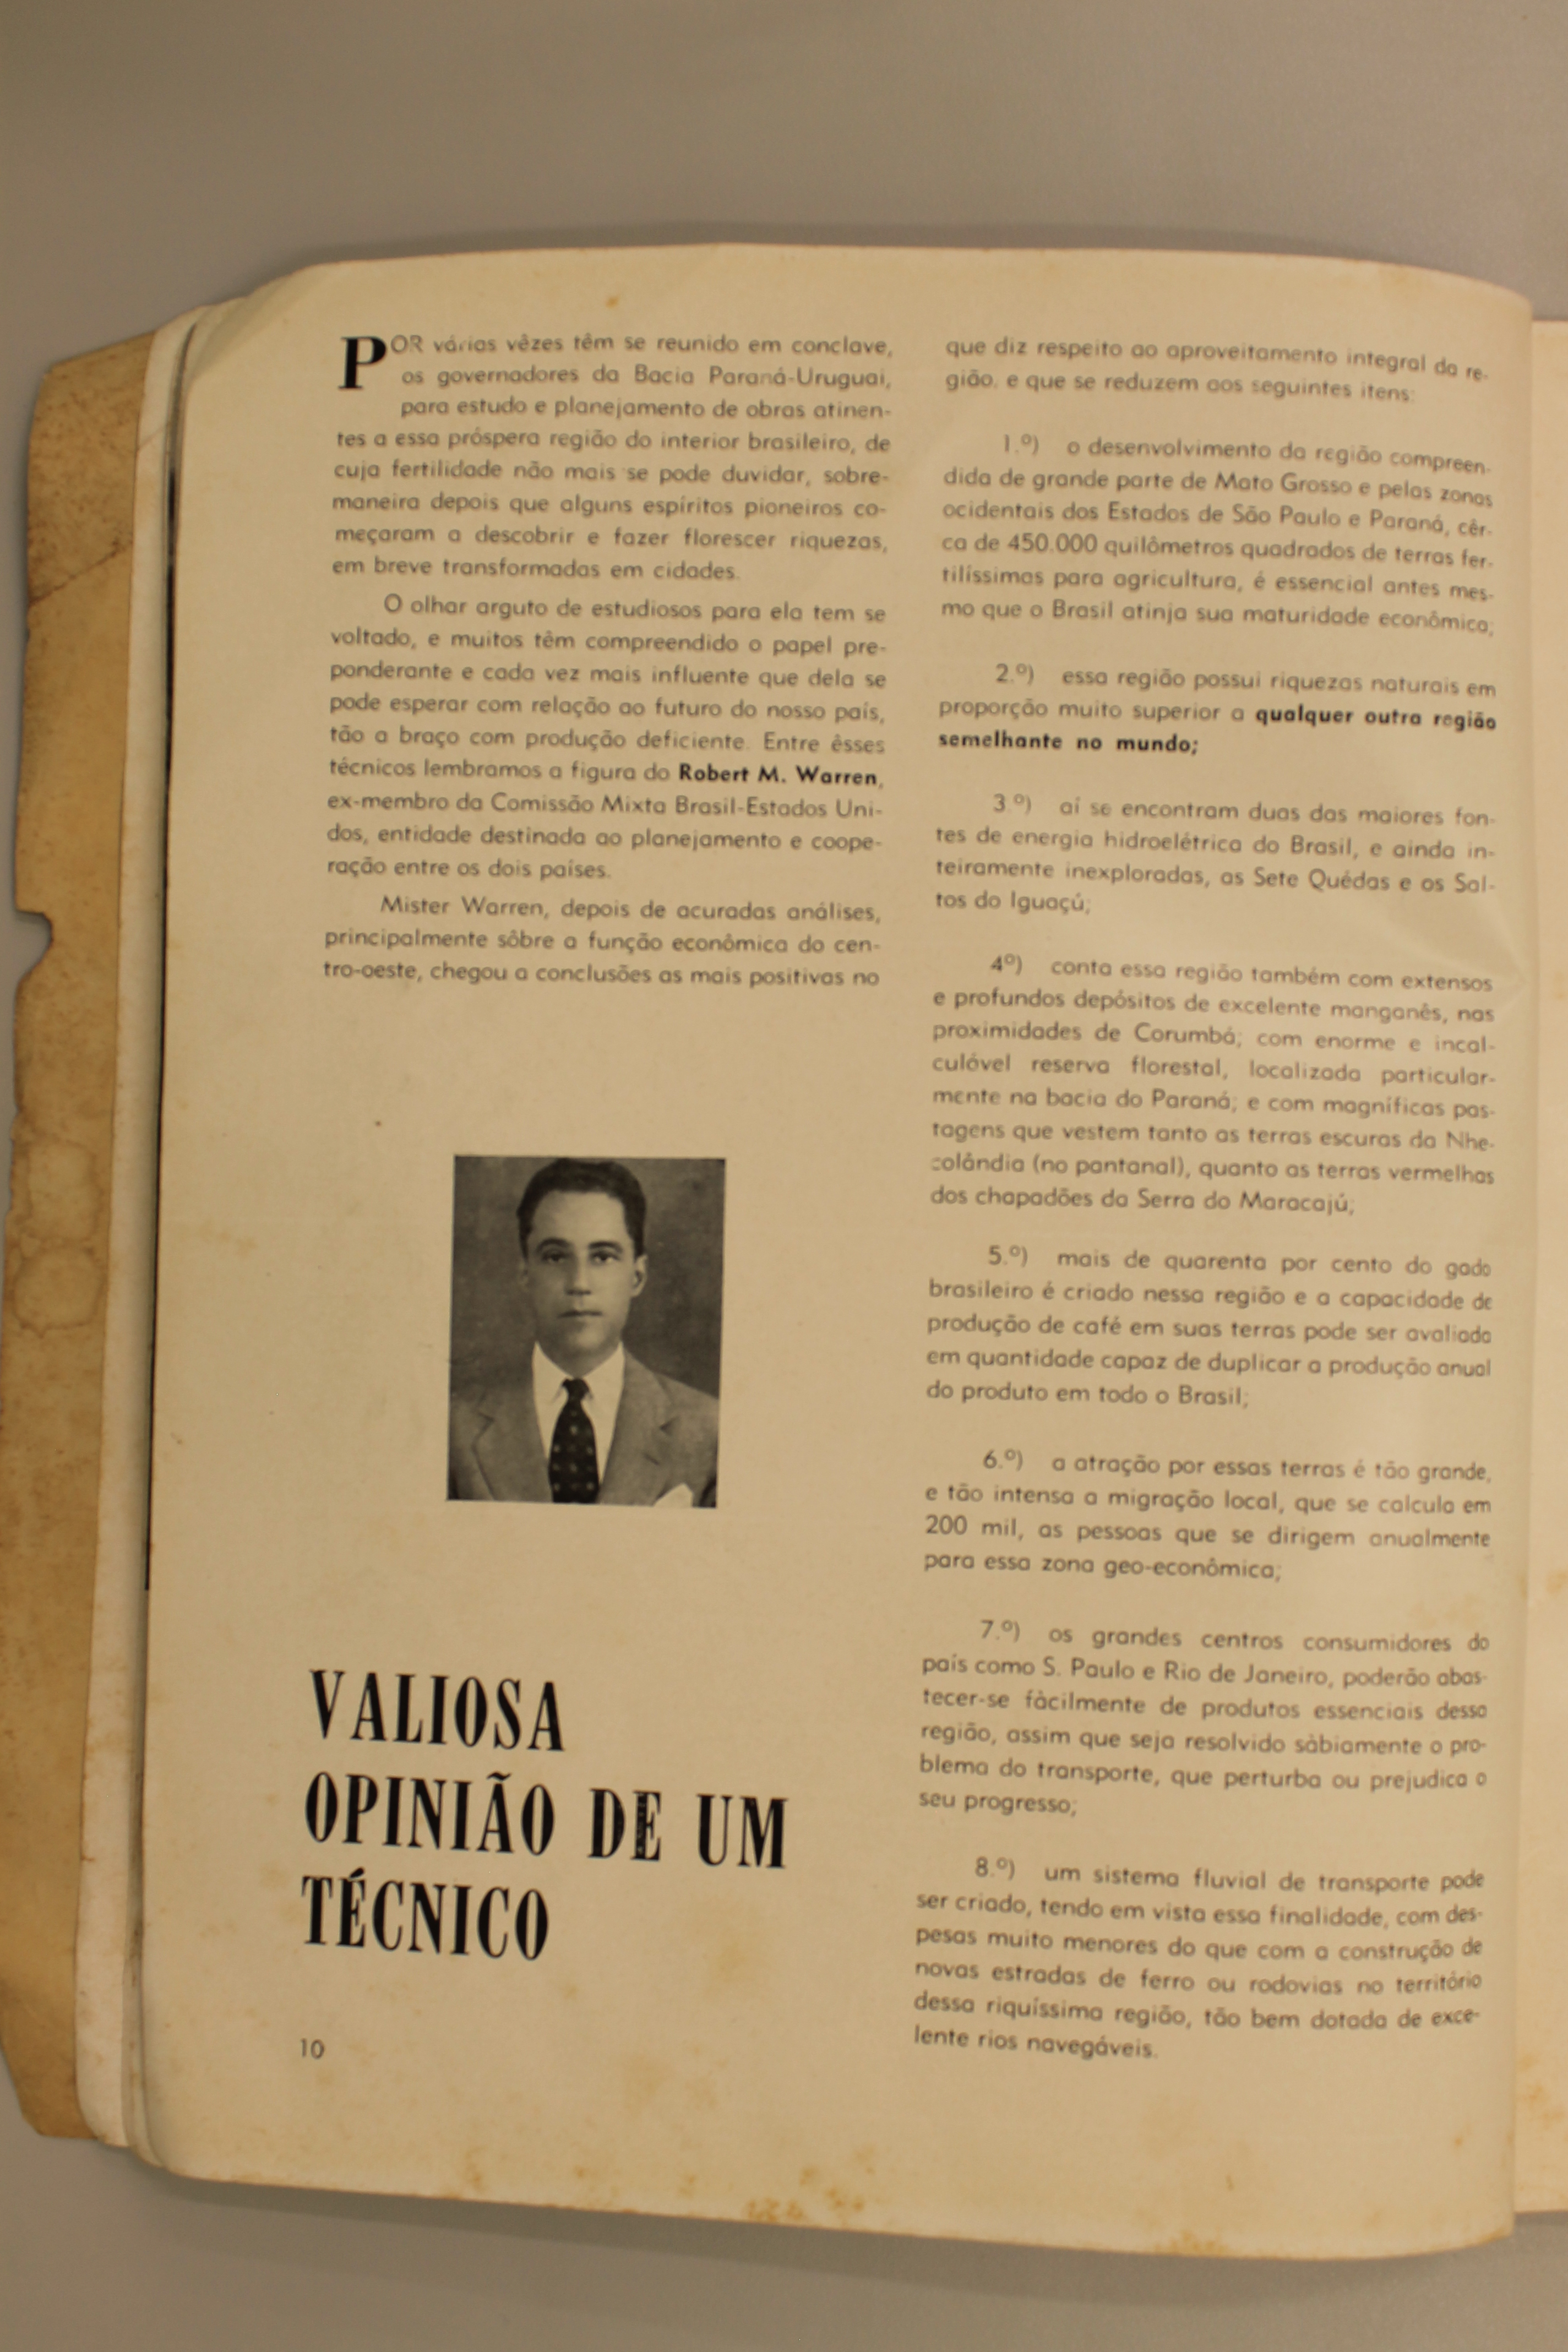 POR várias vêzes têm se reunido em conclave,
os governadores da Bacia Paraná-Uruguai,
para estudo e planejamento de obras atinen-
tes a essa próspera região do interior brasileiro, de
cuja fertilidade não mais se pode duvidar, sobre-
maneira depois que alguns espíritos pioneiros co-
meçaram a descobrir e fazer florescer riquezas,
em breve transformadas em cidades.
O olhar arguto de estudiosos para ela tem se
voltado, e muitos têm compreendido o papel pre-
ponderante e cada vez mais influente que dela se
pode esperar com relação ao futuro do nosso país,
tão a braço com produção deficiente. Entre êsses
técnicos lembramos a figura do Robert M. Warren,
ex-membro da Comissão Mixta Brasil-Estados Uni-
dos, entidade destinada ao planejamento e coope-
ração entre os dois países.
Mister Warren, depois de acuradas análises,
principalmente sôbre a função econômica do cen-
tro-oeste, chegou a conclusões as mais positivas no
VALIOSA
OPINIÃO DE UM
TÉCNICO
10
que diz respeito ao aproveitamento integral da re-
gião, e que se reduzem aos seguintes itens:
1.º) o desenvolvimento da região compreen-
dida de grande parte de Mato Grosso e pelas zonas
ocidentais dos Estados de São Paulo e Paraná, cêr-
ca de 450.000 quilômetros quadrados de terras fer-
tilíssimas para agricultura, é essencial antes mes-
mo que o Brasil atinja sua maturidade econômica;
2.º) essa região possui riquezas naturais em
proporção muito superior a qualquer outra região
semelhante no mundo;
3.º) aí se encontram duas das maiores fon-
tes de energia hidroelétrica do Brasil, e ainda in-
teiramente inexploradas, as Sete Quédas e os Sal-
tos do Iguaçú;
4º) conta essa região também com extensos
e profundos depósitos de excelente manganês, nas
proximidades de Corumbá; com enorme e incal-
culável reserva florestal, localizada particular-
mente na bacia do Paraná; e com magníficas pas-
tagens que vestem tanto as terras escuras da Nhe-
colândia (no pantanal), quanto as terras vermelhas
dos chapadões da Serra do Maracajú;
5.º) mais de quarenta por cento do gado
brasileiro é criado nessa região e a capacidade de
produção de café em suas terras pode ser avaliada
em quantidade capaz de duplicar a produção anual
do produto em todo o Brasil;
6.º) a atração por essas terras é tão grande,
e tão intensa a migração local, que se calcula em
200 mil, as pessoas que se dirigem anualmente
para essa zona geo-econômica;
7.º) os grandes centros consumidores do
país como S. Paulo e Rio de Janeiro, poderão abas-
tecer-se fàcilmente de produtos essenciais dessa
região, assim que seja resolvido sàbiamente o pro-
blema do transporte, que perturba ou prejudica o
seu progresso;
8.º) um sistema fluvial de transporte pode
ser criado, tendo em vista essa finalidade, com des-
pesas muito menores do que com a construção de
novas estradas de ferro ou rodovias no território
dessa riquíssima região, tão bem dotada de exce-
lente rios navegáveis.